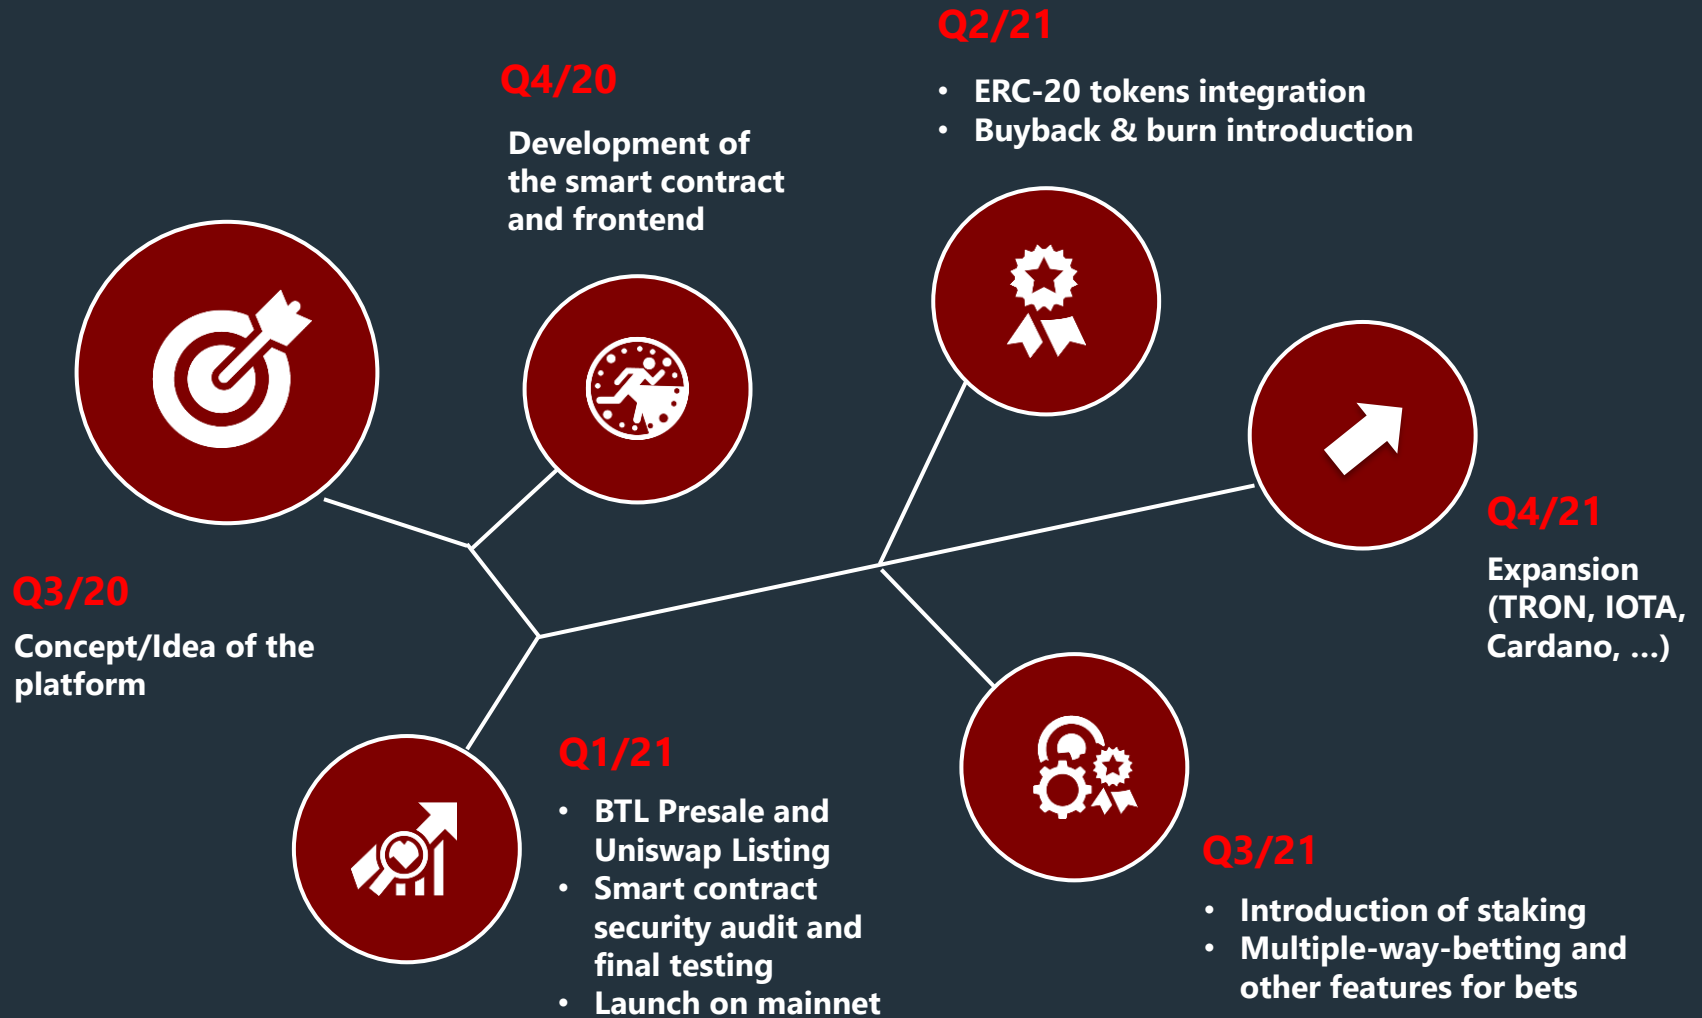 Q3/20
Concept/Idea of the
platform
Q4/20
Development of
the smart contract
and frontend
Q1/21
• BTL Presale and
Uniswap Listing
• Smart contract
security audit and
final testing
• Launch on mainnet
Q2/21
• ERC-20 tokens integration
• Buyback & burn introduction
Q3/21
• Introduction of staking
• Multiple-way-betting and
other features for bets
Q4/21
Expansion
(TRON, IOTA,
Cardano, ...)